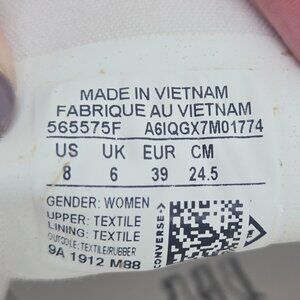 MADE IN VIETNAM
FABRIQUE AU VIETNAM
565575F A6IQGX7M01774
US UK EUR CM
8 6 39 24.5
GENDER: WOMEN
UPPER: TEXTILE
LINING: TEXTILE
OUTSOLE: TEXTILE/RUBBER
9A 1912 M88
CONVERSE